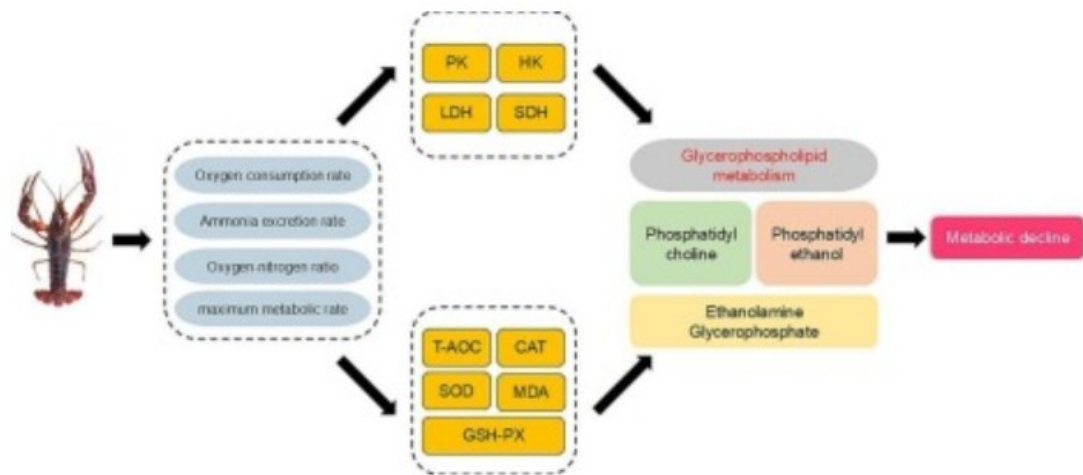 PK
HK
LDH
SDH
Oxygen consumption rate
Ammonia excretion rate
Oxygen-nitrogen ratio
maximum metabolic rate
T-AOC
CAT
SOD
MDA
GSH-PX
Glycerophospholipid
metabolism
Phosphatidyl
choline
Phosphatidyl
ethanol
Ethanolamine
Glycerophosphate
Metabolic decline